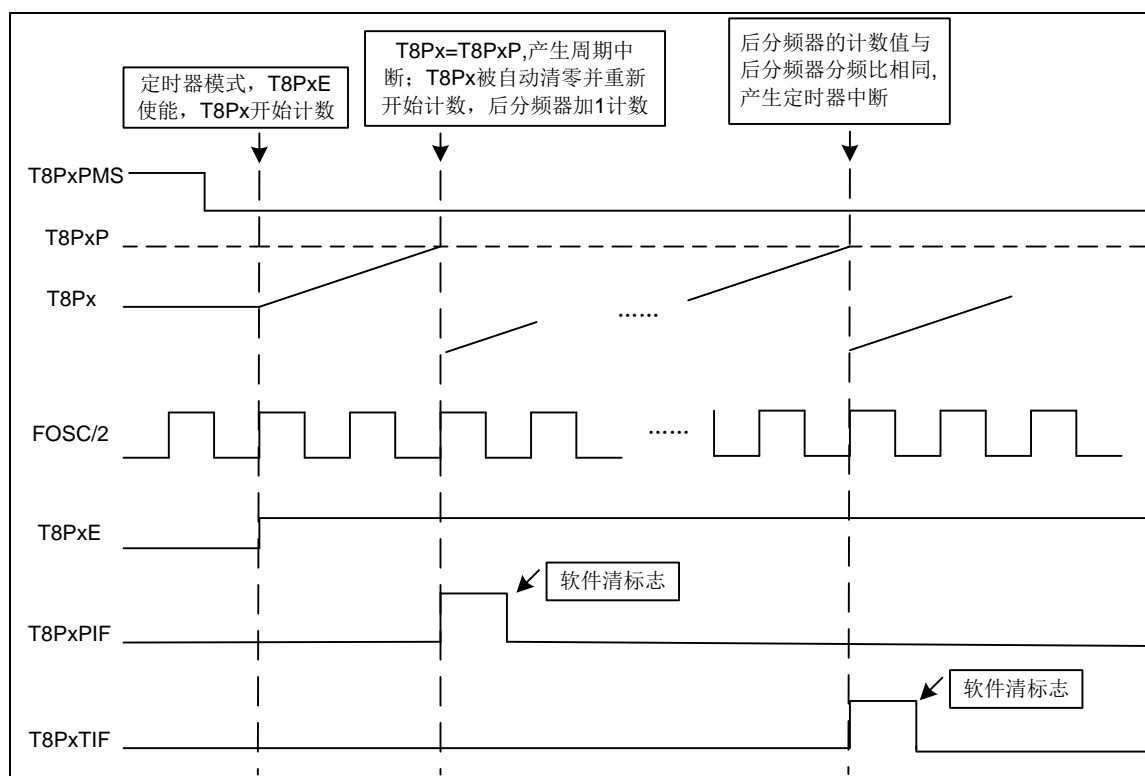 定时器模式，T8PxE
使能，T8Px开始计数
T8Px=T8PxP,产生周期中
断；T8Px被自动清零并重新
开始计数，后分频器加1计数
后分频器的计数值与
后分频器分频比相同,
产生定时器中断
T8PxPMS
T8PxP
T8Px
……
FOSC/2
……
T8PxE
软件清标志
T8PxPIF
软件清标志
T8PxTIF